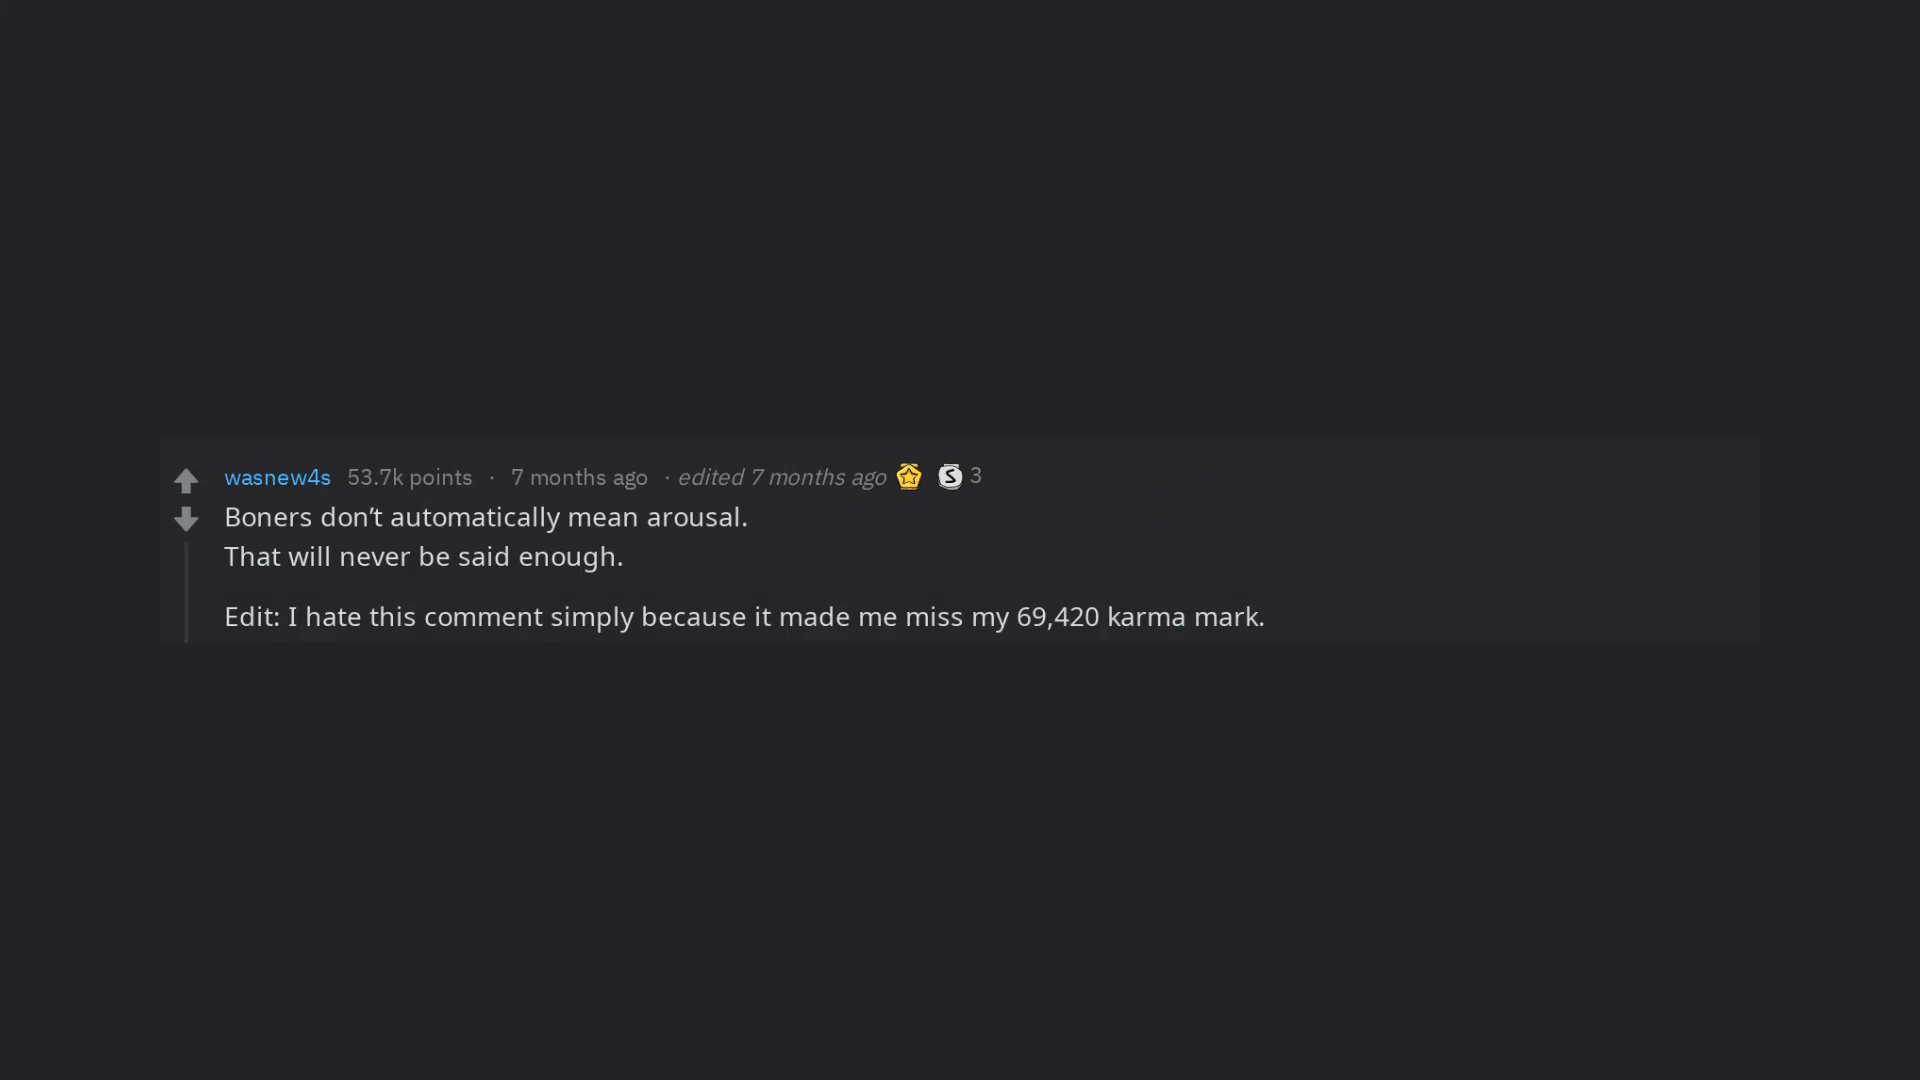 wasnew4s 53.7k points · 7 months ago · edited 7 months ago S 3
Boners don’t automatically mean arousal.
That will never be said enough.
Edit: I hate this comment simply because it made me miss my 69,420 karma mark.